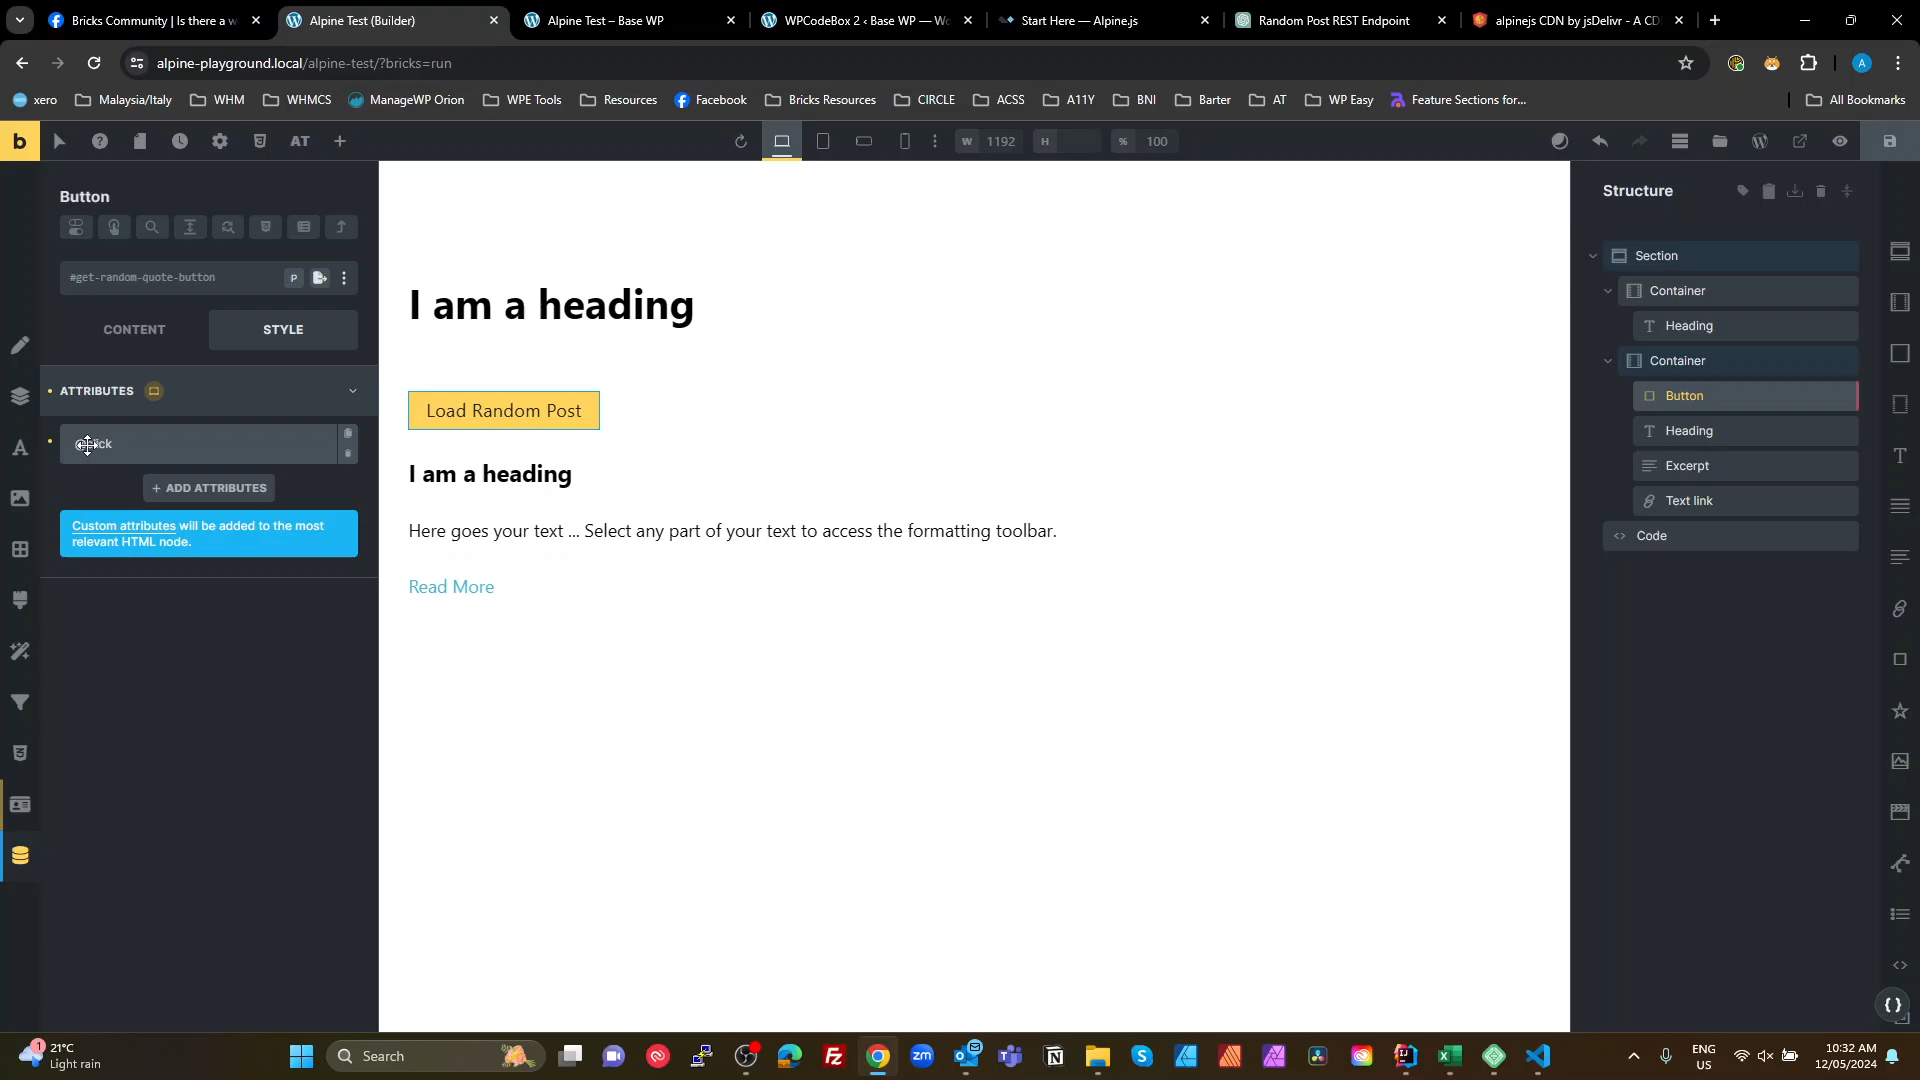 Bricks Community | Is there a w
Alpine Test (Builder)
Alpine Test – Base WP
WPCodeBox 2 ‹ Base WP — Wo
Start Here — Alpine.js
Random Post REST Endpoint
alpinejs CDN by jsDelivr - A CD
alpine-playground.local/alpine-test/?bricks=run
xero
Malaysia/Italy
WHM
WHMCS
ManageWP Orion
WPE Tools
Resources
Facebook
Bricks Resources
CIRCLE
ACSS
A11Y
BNI
Barter
AT
WP Easy
Feature Sections for...
All Bookmarks
b
AT
W 1192
H
% 100
Button
#get-random-quote-button
P
CONTENT
STYLE
ATTRIBUTES
+ ADD ATTRIBUTES
Custom attributes will be added to the most
relevant HTML node.
I am a heading
Load Random Post
I am a heading
Here goes your text ... Select any part of your text to access the formatting toolbar.
Read More
Structure
Section
Container
Heading
Container
Button
Heading
Excerpt
Text link
Code
1
21°C
Light rain
Search
zm
ENG
US
10:32 AM
12/05/2024